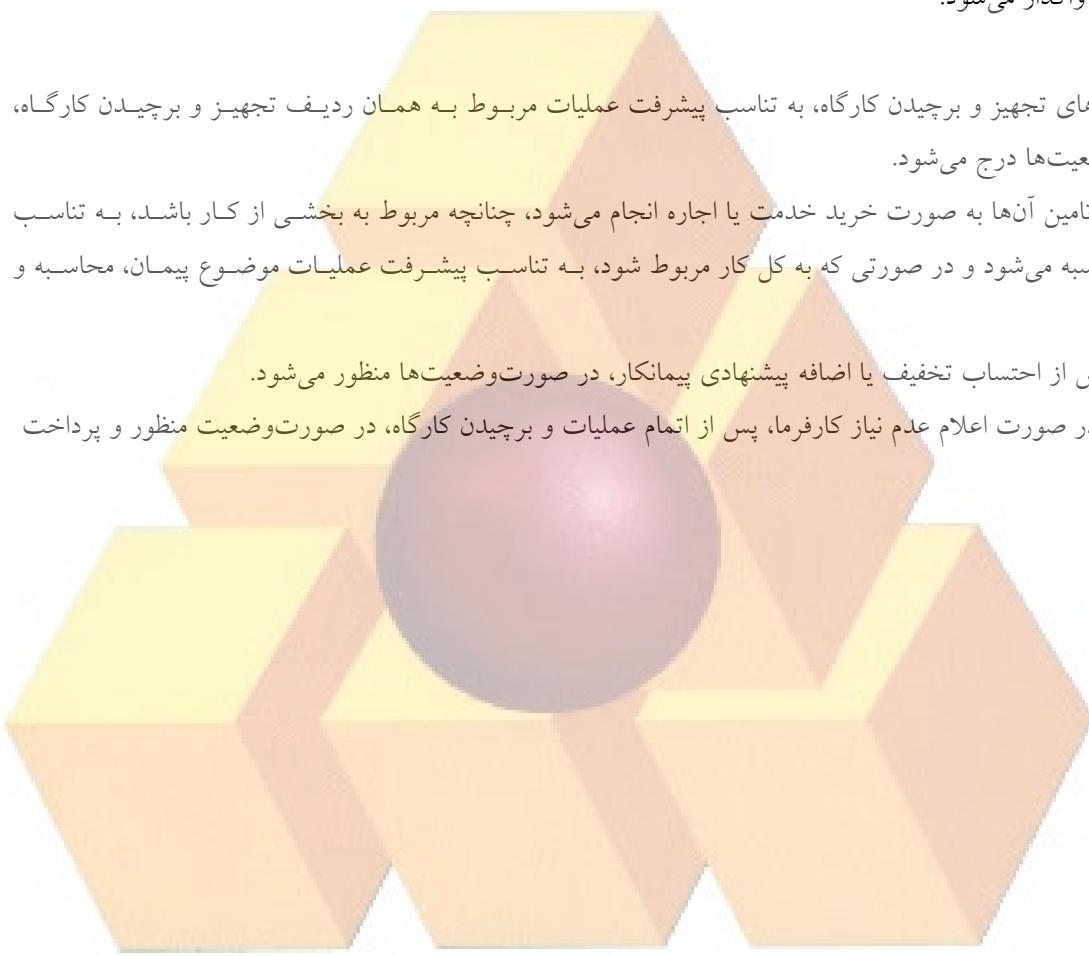 واگذار می‌شود.
های تجهیز و برچیدن کارگاه، به تناسب پیشرفت عملیات مربوط به همان ردیف تجهیز و برچیدن کارگاه،
عیت‌ها درج می‌شود.
تامین آن‌ها به صورت خرید خدمت یا اجاره انجام می‌شود، چنانچه مربوط به بخشی از کار باشد، به تناسب
سبه می‌شود و در صورتی که به کل کار مربوط شود، به تناسب پیشرفت عملیات موضوع پیمان، محاسبه و
س از احتساب تخفیف یا اضافه پیشنهادی پیمانکار، در صورت‌وضعیت‌ها منظور می‌شود.
ر صورت اعلام عدم نیاز کارفرما، پس از اتمام عملیات و برچیدن کارگاه، در صورت‌وضعیت منظور و پرداخت